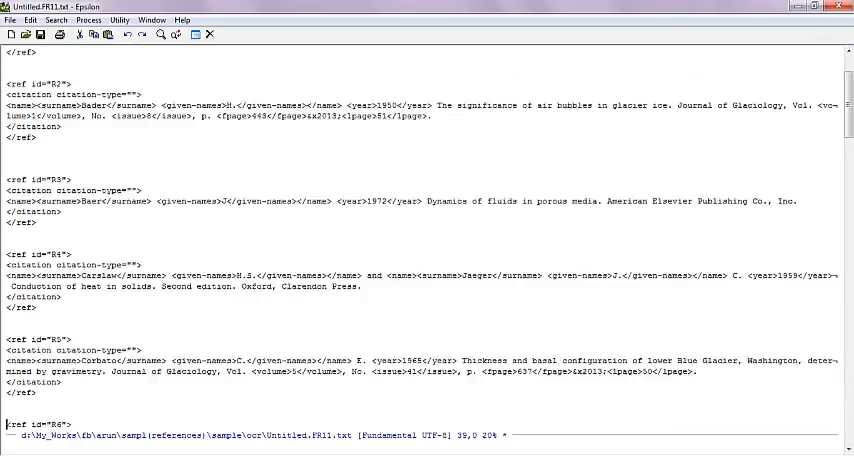 Untitled.FR11.txt - Epsilon
File Edit Search Process Utility Window Help
</ref>
<ref id="R2">
<citation citation-type="">
<name><surname>Bader</surname> <given-names>H.</given-names></name> <year>1950</year> The significance of air bubbles in glacier ice. Journal of Glaciology, Vol. <vo¬
lume>1</volume>, No. <issue>8</issue>, p. <fpage>443</fpage>&x2013;<lpage>51</lpage>.
</citation>
</ref>
<ref id="R3">
<citation citation-type="">
<name><surname>Baer</surname> <given-names>J</given-names></name> <year>1972</year> Dynamics of fluids in porous media. American Elsevier Publishing Co., Inc.
</citation>
</ref>
<ref id="R4">
<citation citation-type="">
<name><surname>Carslaw</surname> <given-names>H.S.</given-names></name> and <name><surname>Jaeger</surname> <given-names>J.</given-names></name> C. <year>1959</year>¬
Conduction of heat in solids. Second edition. Oxford, Clarendon Press.
</citation>
</ref>
<ref id="R5">
<citation citation-type="">
<name><surname>Corbato</surname> <given-names>C.</given-names></name> E. <year>1965</year> Thickness and basal configuration of lower Blue Glacier, Washington, deter¬
mined by gravimetry. Journal of Glaciology, Vol. <volume>5</volume>, No. <issue>41</issue>, p. <fpage>637</fpage>&x2013;<lpage>50</lpage>.
</citation>
</ref>
<ref id="R6">
d:\My_Works\fb\arun\sampl(references)\sample\ocr\Untitled.FR11.txt [Fundamental UTF-8] 39,0 20% *